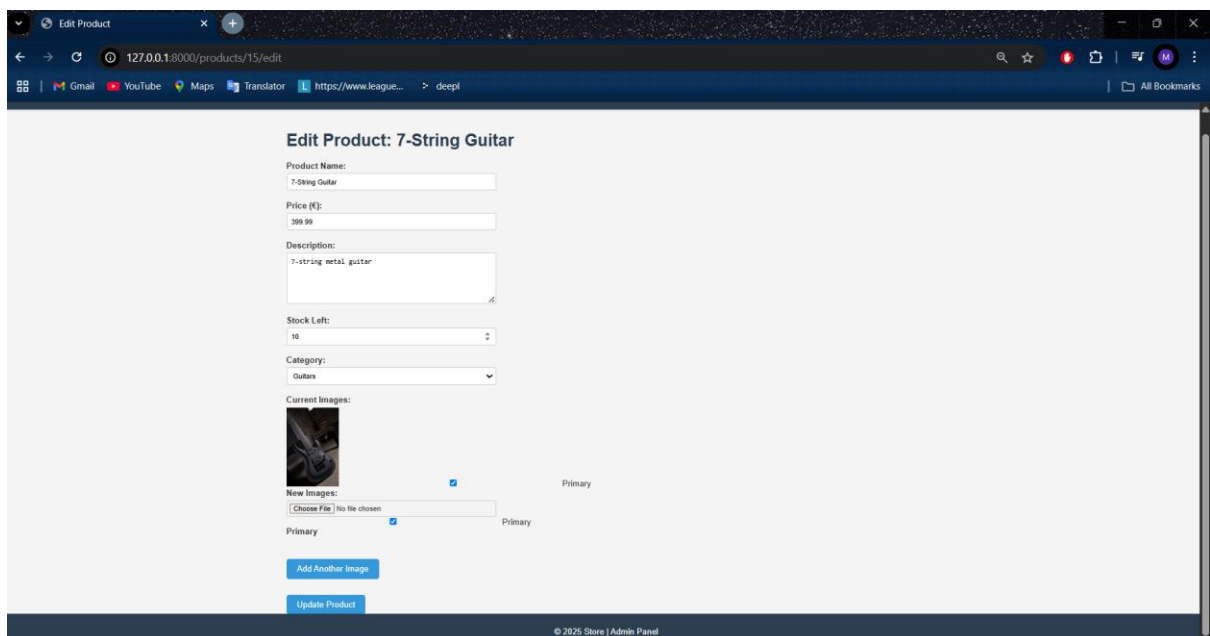 Edit Product
127.0.0.1:8000/products/15/edit
M
Gmail YouTube Maps Translator L https://www.league... deepl All Bookmarks
Edit Product: 7-String Guitar
Product Name:
7-String Guitar
Price (€):
399.99
Description:
7-string metal guitar
Stock Left:
10
Category:
Guitars
Current Images:
Primary
New Images:
Choose File No file chosen
Primary
Primary
Add Another Image
Update Product
© 2025 Store | Admin Panel